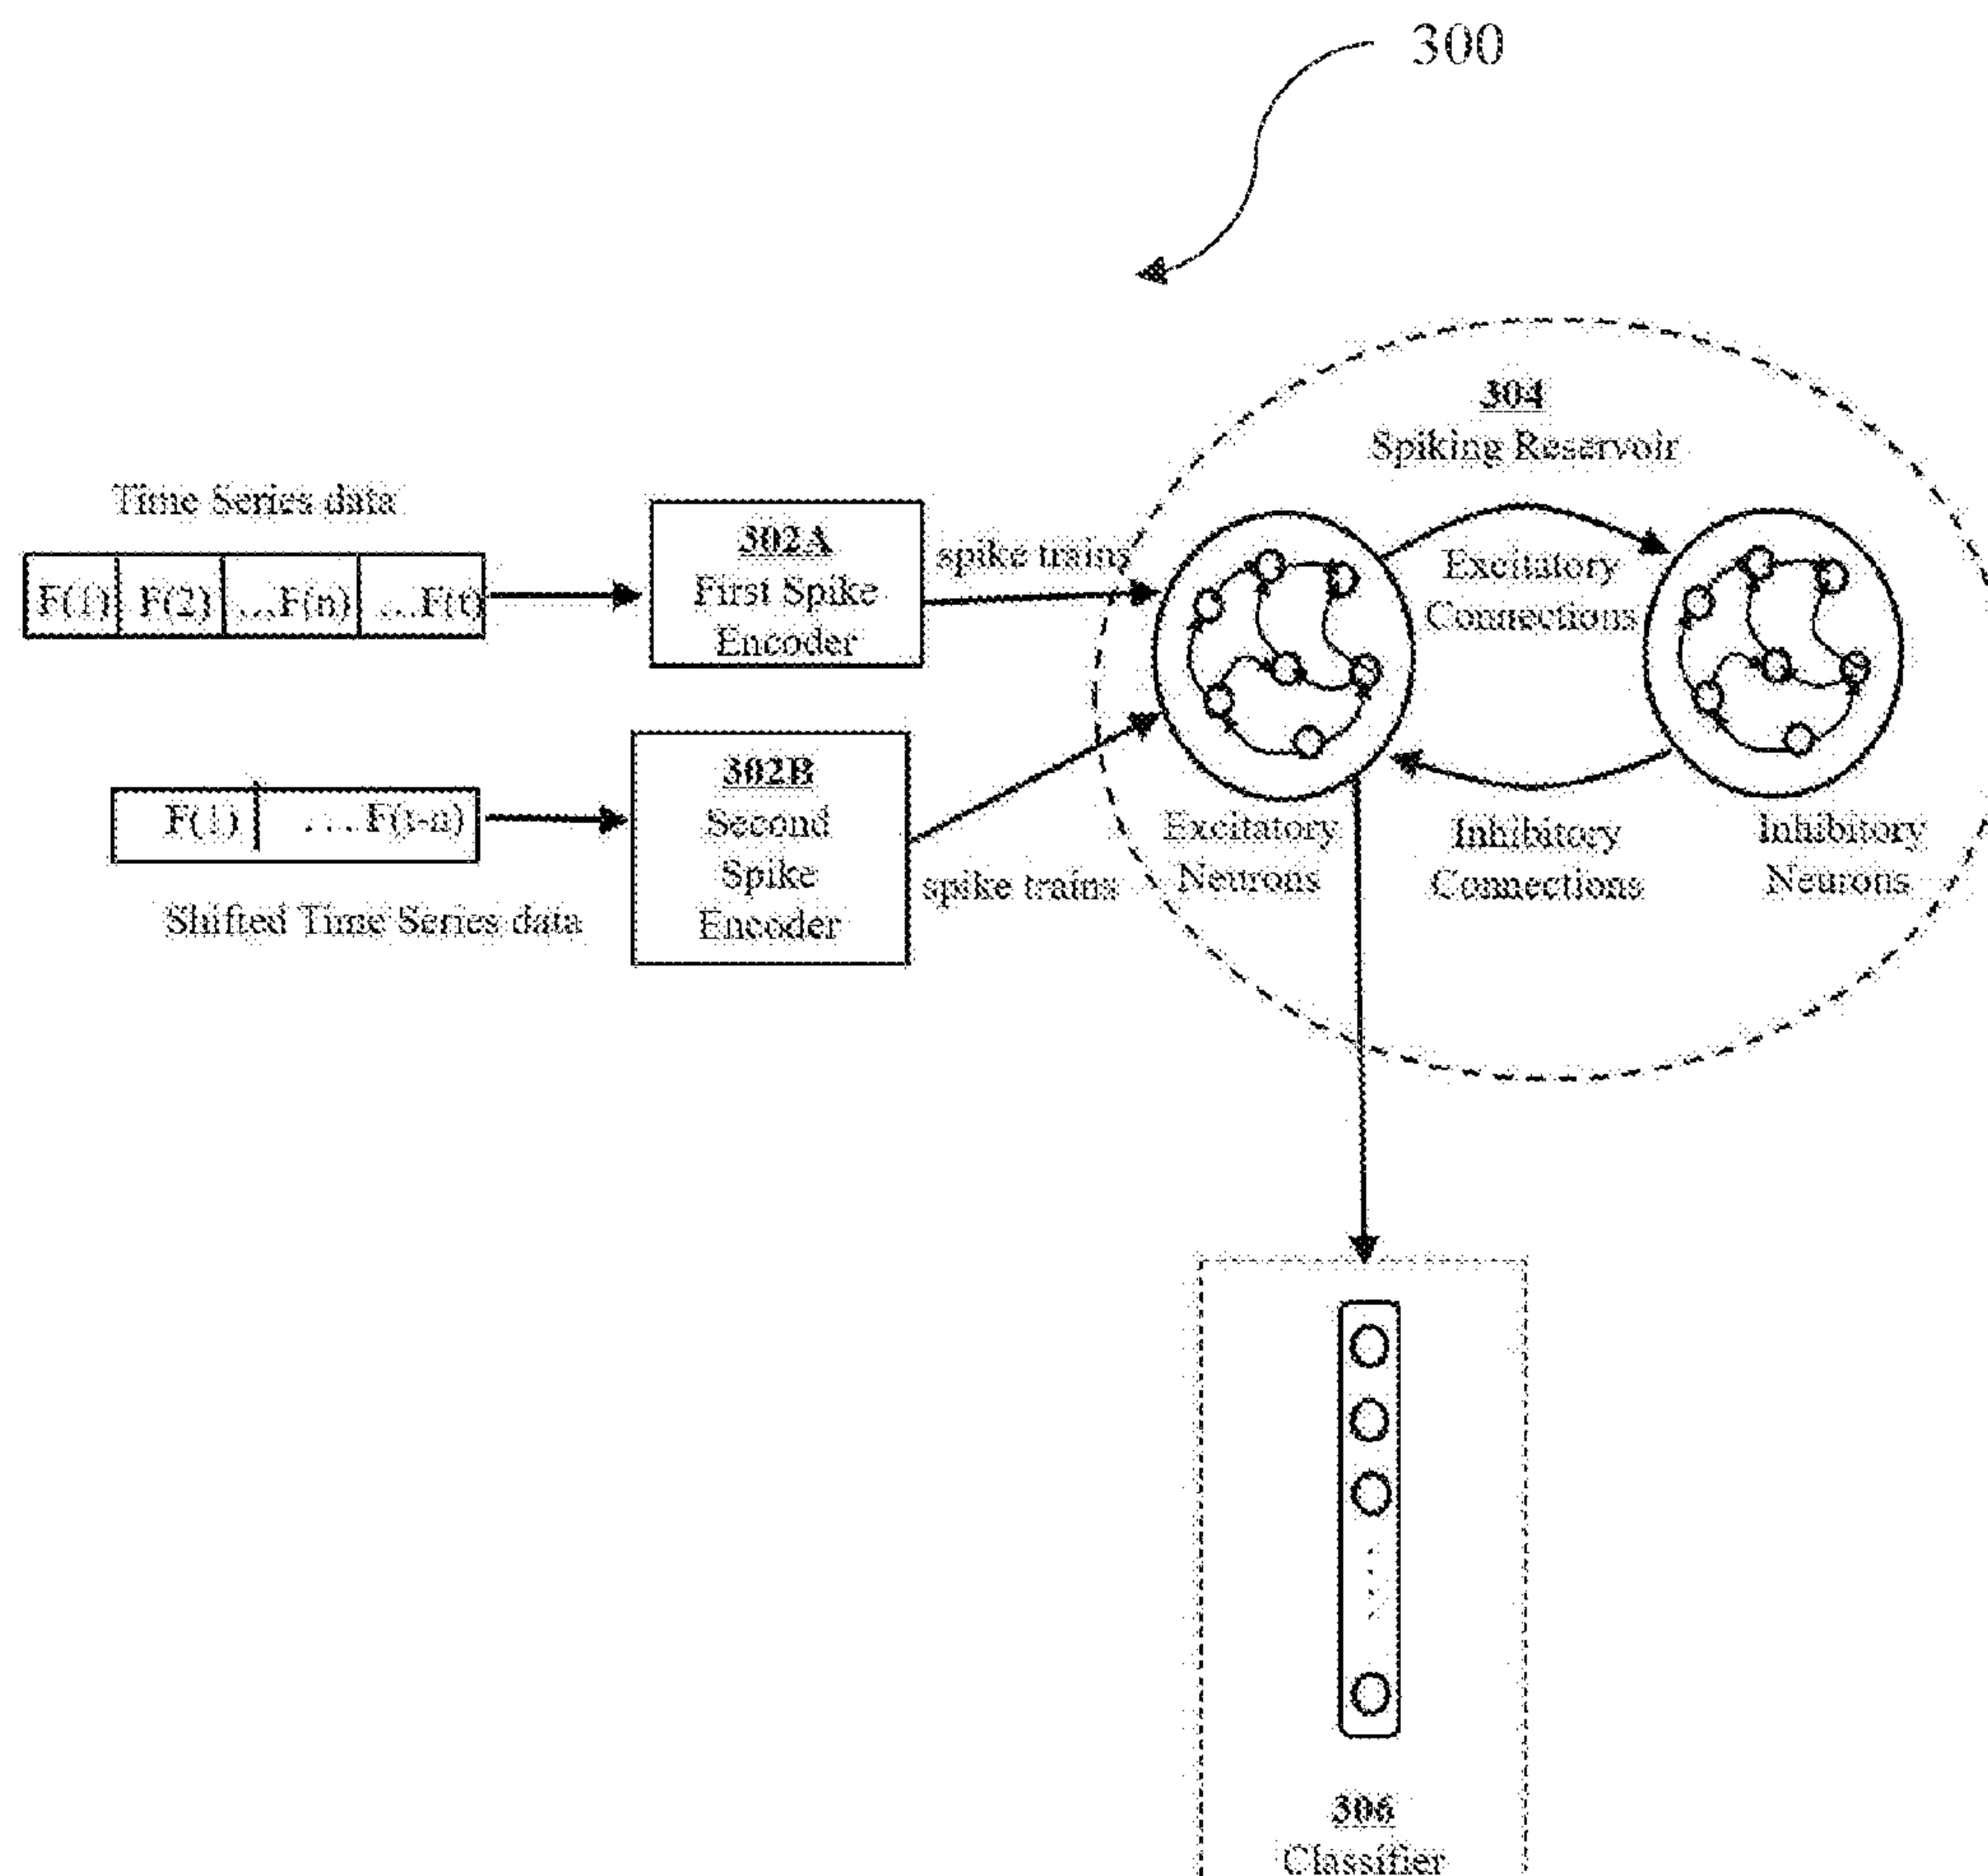 300
304
Spiking Reservoir
Time Series data
F(1) F(2) ...F(n) ...F(t)
302A
First Spike
Encoder
spike trains
Excitatory
Connections
F(1) ....F(t-n)
Shifted Time Series data
302B
Second
Spike
Encoder
spike trains
Excitatory
Neurons
Inhibitory
Connections
Inhibitory
Neurons
306
Classifier